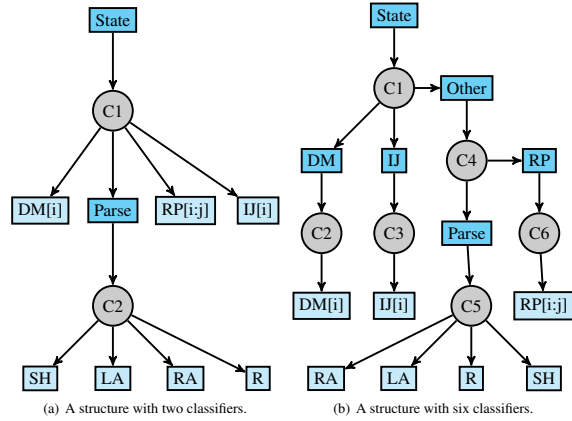 State
C1
DM[i]
Parse
RP[i:j]
IJ[i]
C2
SH
LA
RA
R
(a) A structure with two classifiers.
State
C1
Other
DM
IJ
C4
RP
C2
C3
Parse
C6
DM[i]
IJ[i]
C5
RP[i:j]
RA
LA
R
SH
(b) A structure with six classifiers.